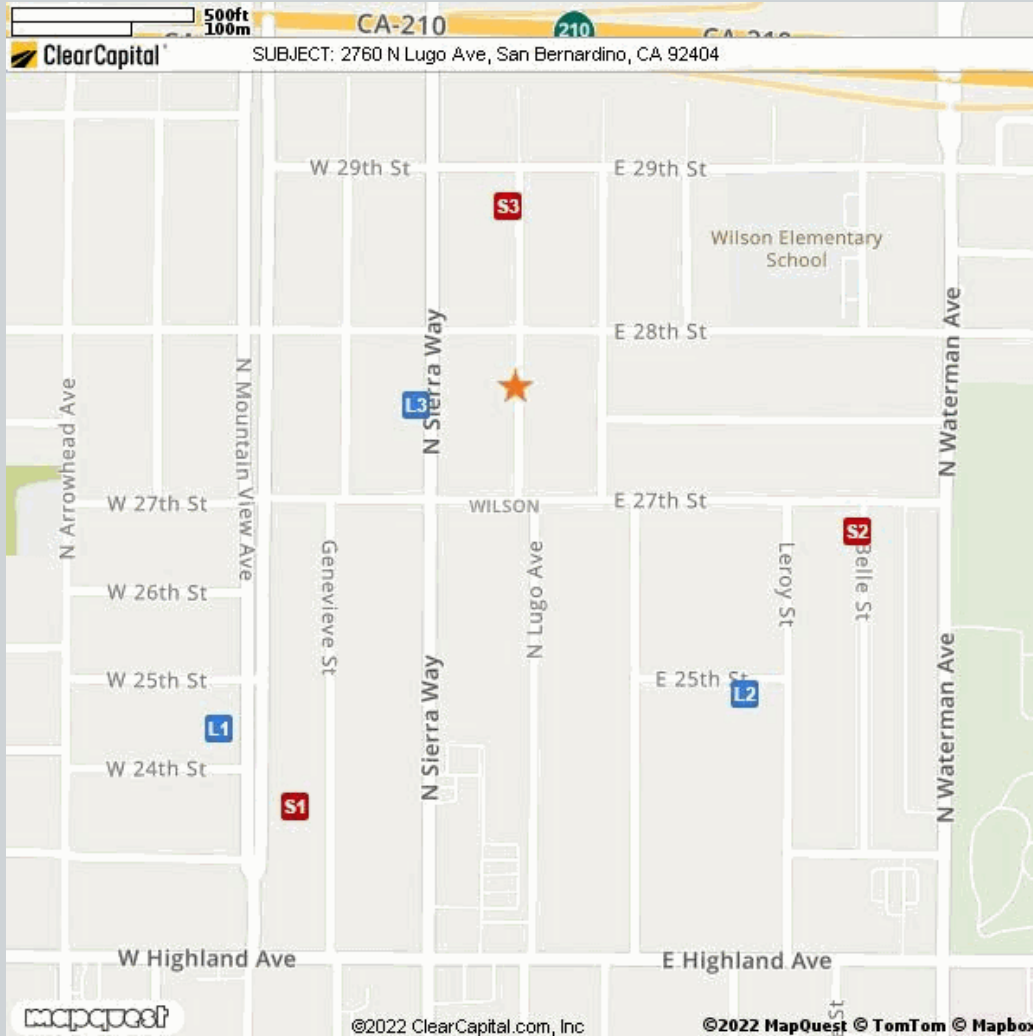 500ft
100m
CA-210
210
CA-210
ClearCapital
SUBJECT: 2760 N Lugo Ave, San Bernardino, CA 92404
W 29th St
E 29th St
S3
Wilson Elementary
School
E 28th St
N Sierra Way
N Waterman Ave
N Mountain View Ave
N Arrowhead Ave
L3
W 27th St
WILSON
E 27th St
S2
Genevieve St
N Lugo Ave
Leroy St
Belle St
W 26th St
W 25th St
E 25th St
L2
N Sierra Way
N Waterman Ave
L1
W 24th St
S1
W Highland Ave
E Highland Ave
mapquest
©2022 ClearCapital.com, Inc
©2022 MapQuest © TomTom © Mapbo